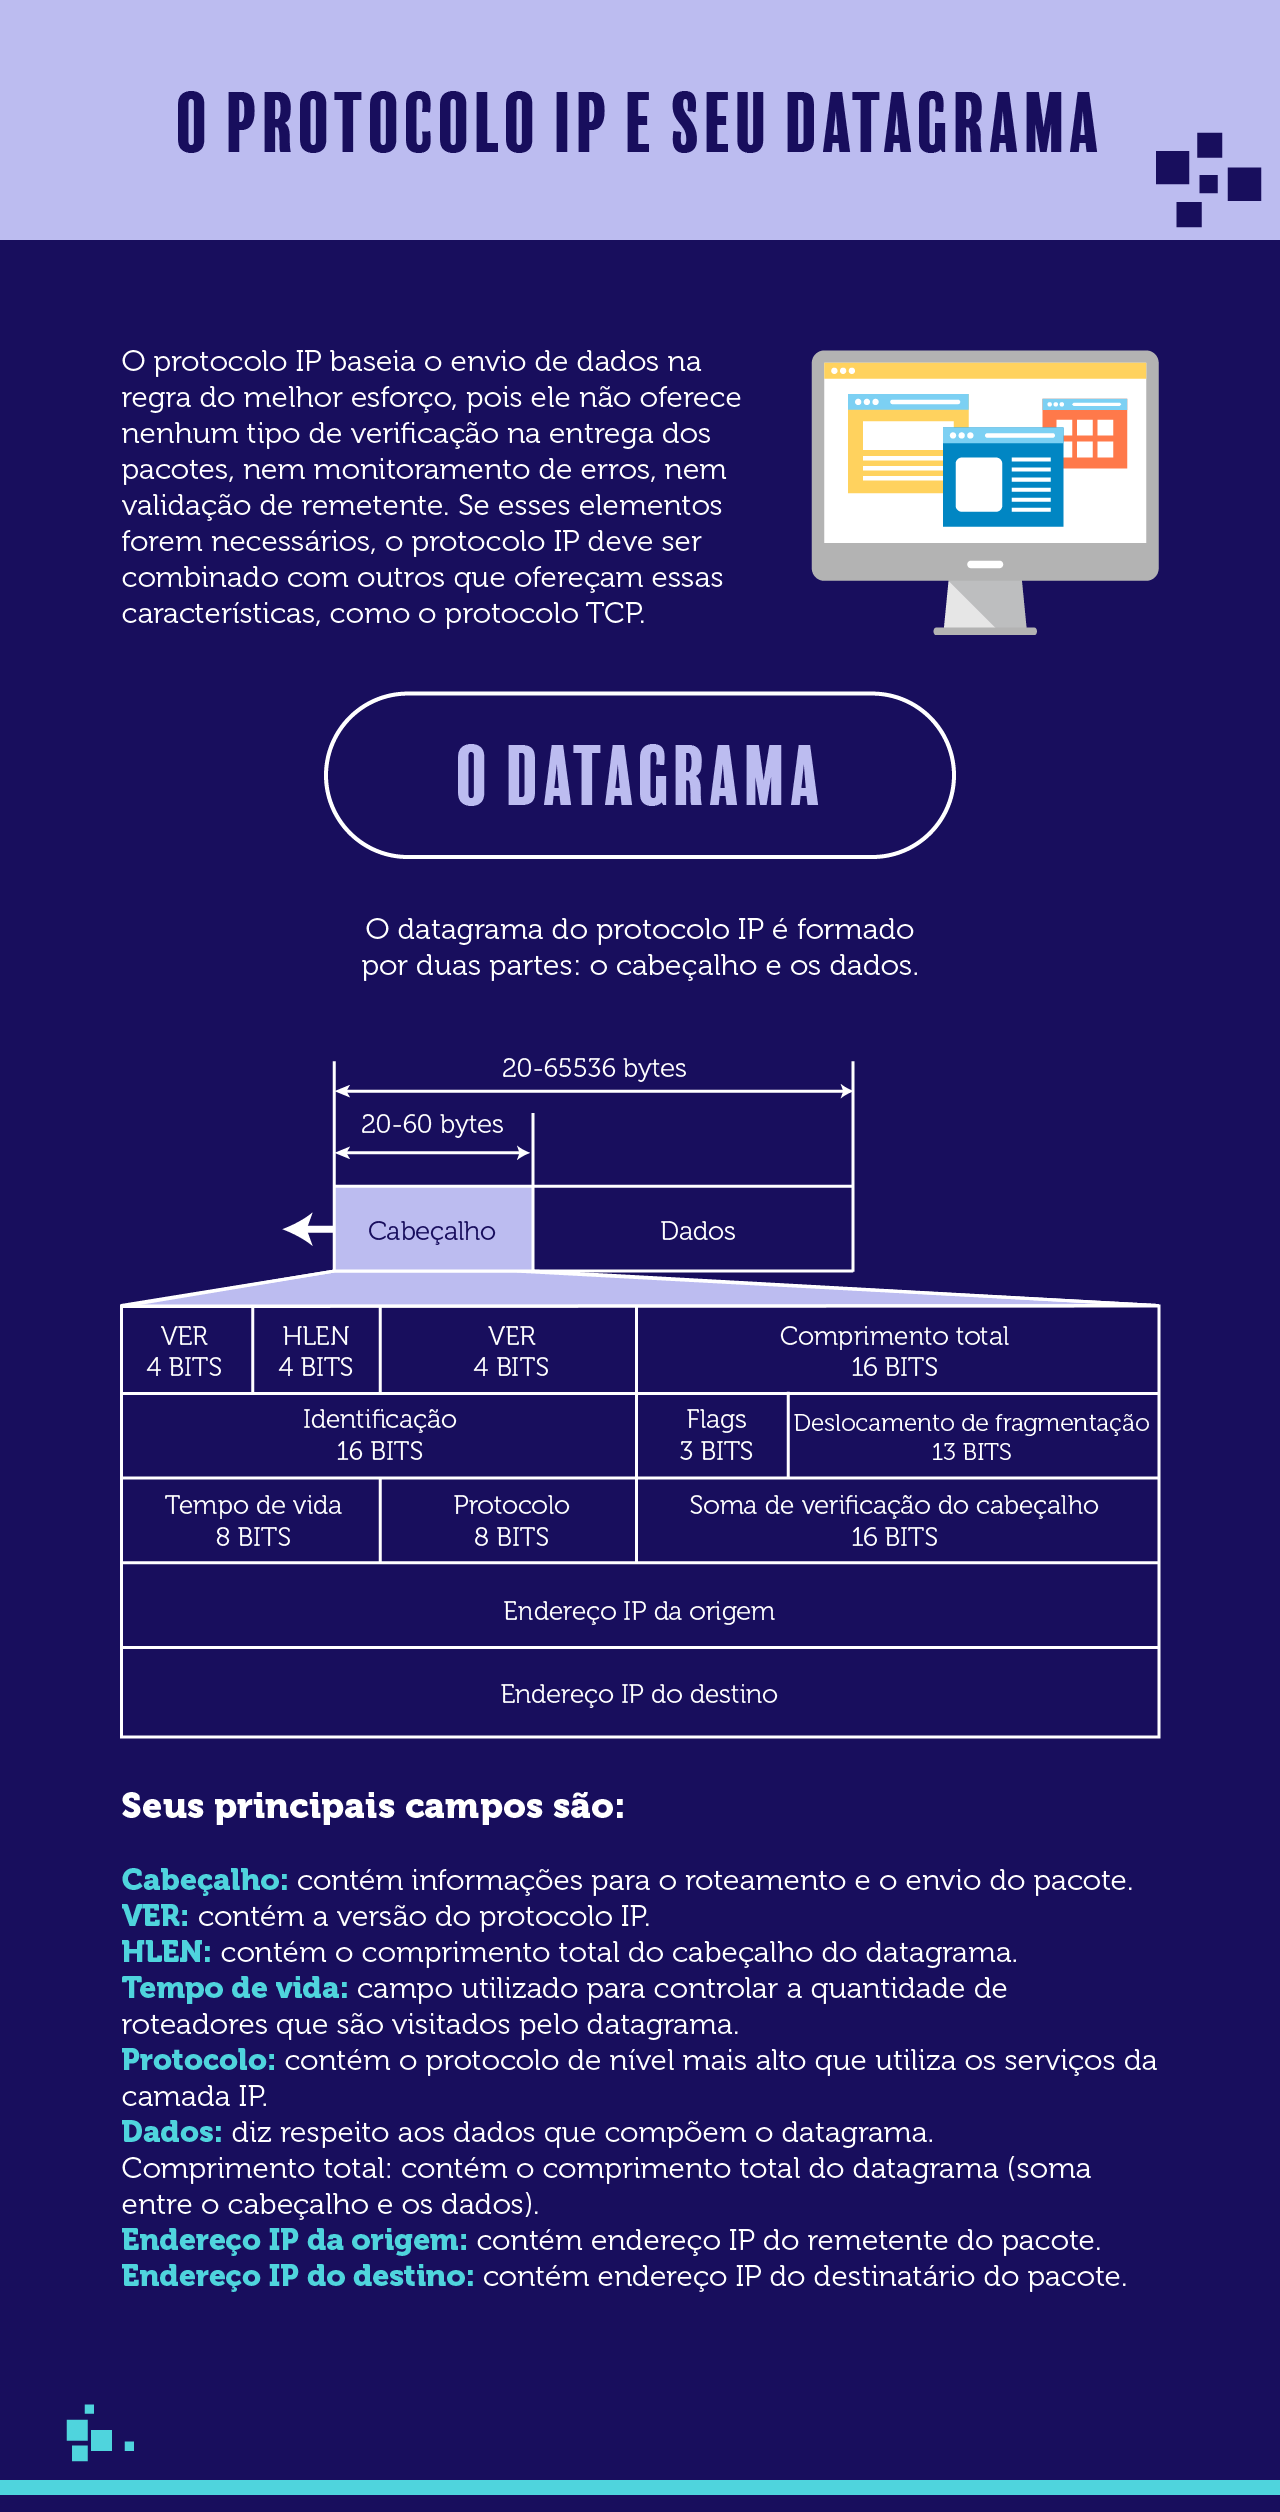 O PROTOCOLO IP E SEU DATAGRAMA
O protocolo IP baseia o envio de dados na
regra do melhor esforço, pois ele não oferece
nenhum tipo de verificação na entrega dos
pacotes, nem monitoramento de erros, nem
validação de remetente. Se esses elementos
forem necessários, o protocolo IP deve ser
combinado com outros que ofereçam essas
características, como o protocolo TCP.
O DATAGRAMA
O datagrama do protocolo IP é formado
por duas partes: o cabeçalho e os dados.
20-65536 bytes
20-60 bytes
Cabeçalho
Dados
VER
4 BITS
HLEN
4 BITS
VER
4 BITS
Comprimento total
16 BITS
Identificação
16 BITS
Flags
3 BITS
Deslocamento de fragmentação
13 BITS
Tempo de vida
8 BITS
Protocolo
8 BITS
Soma de verificação do cabeçalho
16 BITS
Endereço IP da origem
Endereço IP do destino
Seus principais campos são:
Cabeçalho: contém informações para o roteamento e o envio do pacote.
VER: contém a versão do protocolo IP.
HLEN: contém o comprimento total do cabeçalho do datagrama.
Tempo de vida: campo utilizado para controlar a quantidade de
roteadores que são visitados pelo datagrama.
Protocolo: contém o protocolo de nível mais alto que utiliza os serviços da
camada IP.
Dados: diz respeito aos dados que compõem o datagrama.
Comprimento total: contém o comprimento total do datagrama (soma
entre o cabeçalho e os dados).
Endereço IP da origem: contém endereço IP do remetente do pacote.
Endereço IP do destino: contém endereço IP do destinatário do pacote.